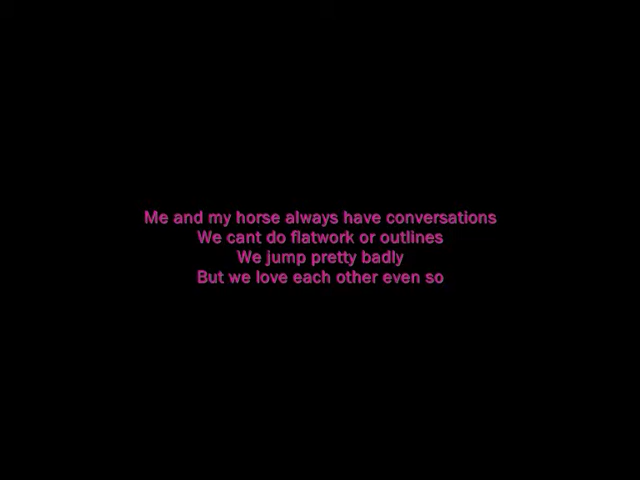 Me and my horse always have conversations
We cant do flatwork or outlines
We jump pretty badly
But we love each other even so